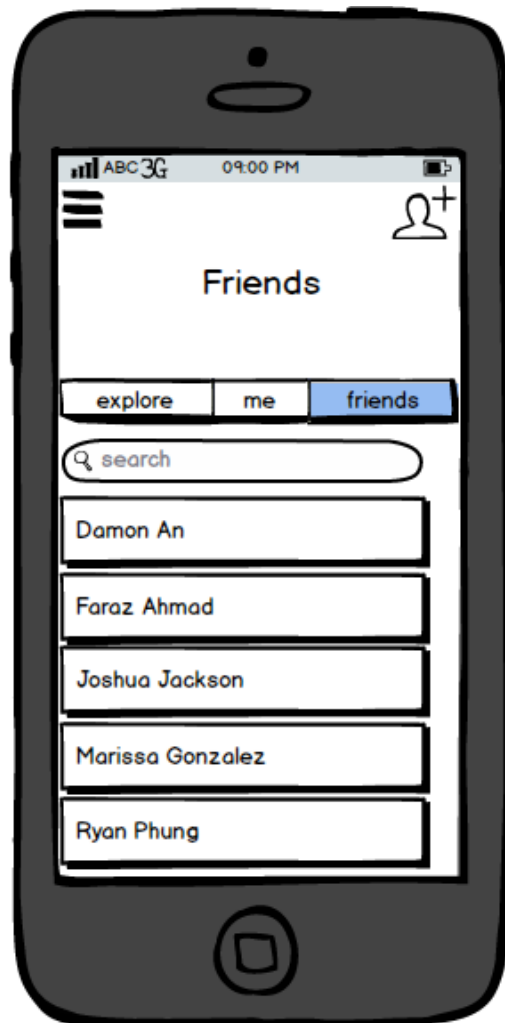 ABC 3G 09:00 PM
Friends
explore me friends
search
Damon An
Faraz Ahmad
Joshua Jackson
Marissa Gonzalez
Ryan Phung